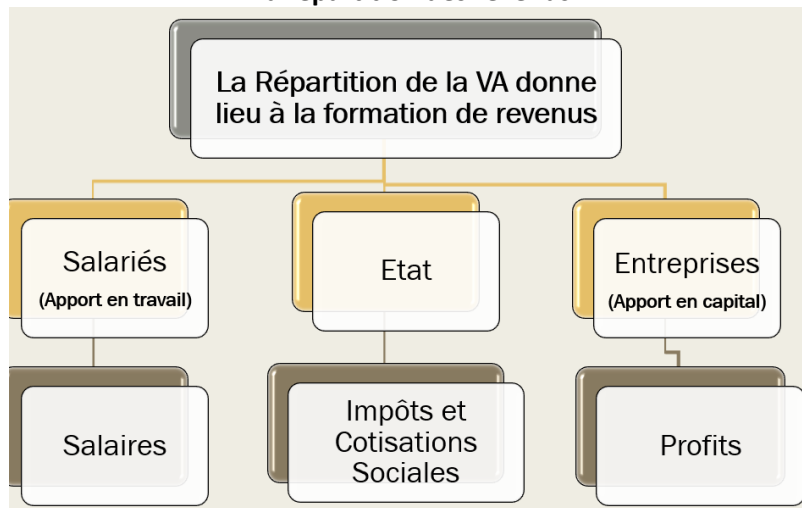 La Répartition de la VA donne
lieu à la formation de revenus
Salariés
(Apport en travail)
Etat
Entreprises
(Apport en capital)
Salaires
Impôts et
Cotisations
Sociales
Profits